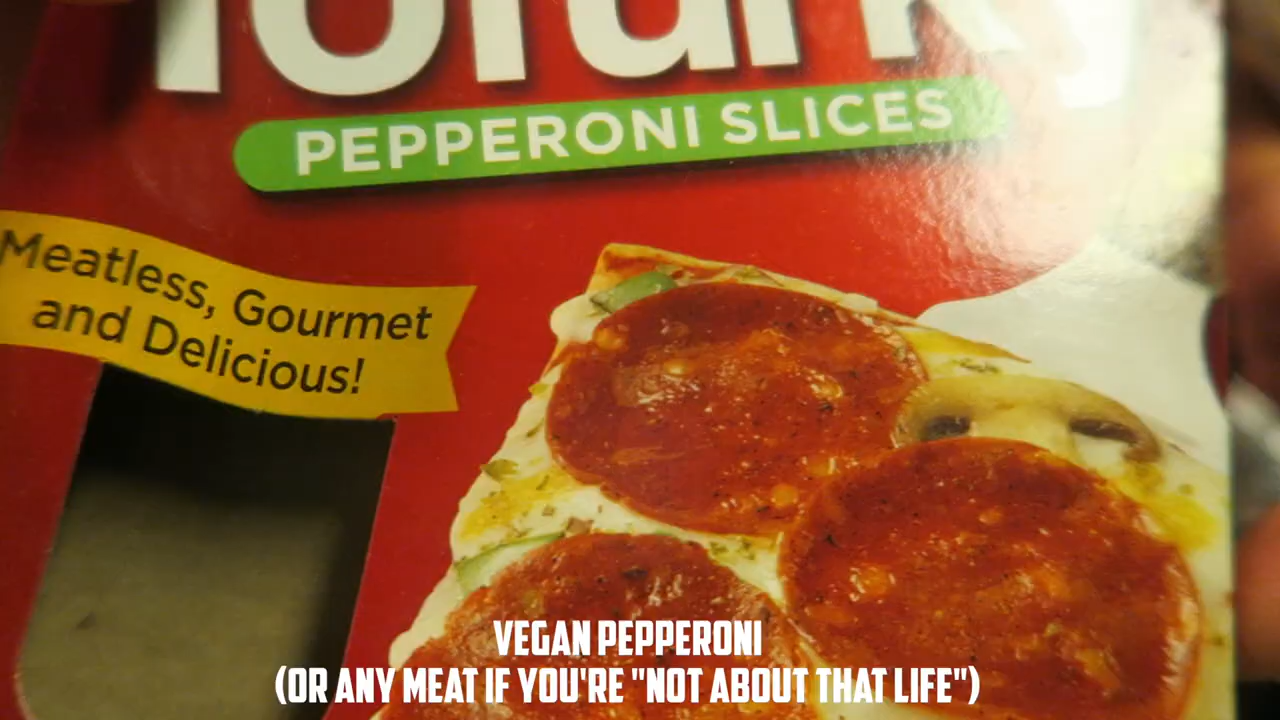 PEPPERONI SLICES
Meatless, Gourmet
and Delicious!
VEGAN PEPPERONI
(OR ANY MEAT IF YOU'RE "NOT ABOUT THAT LIFE")